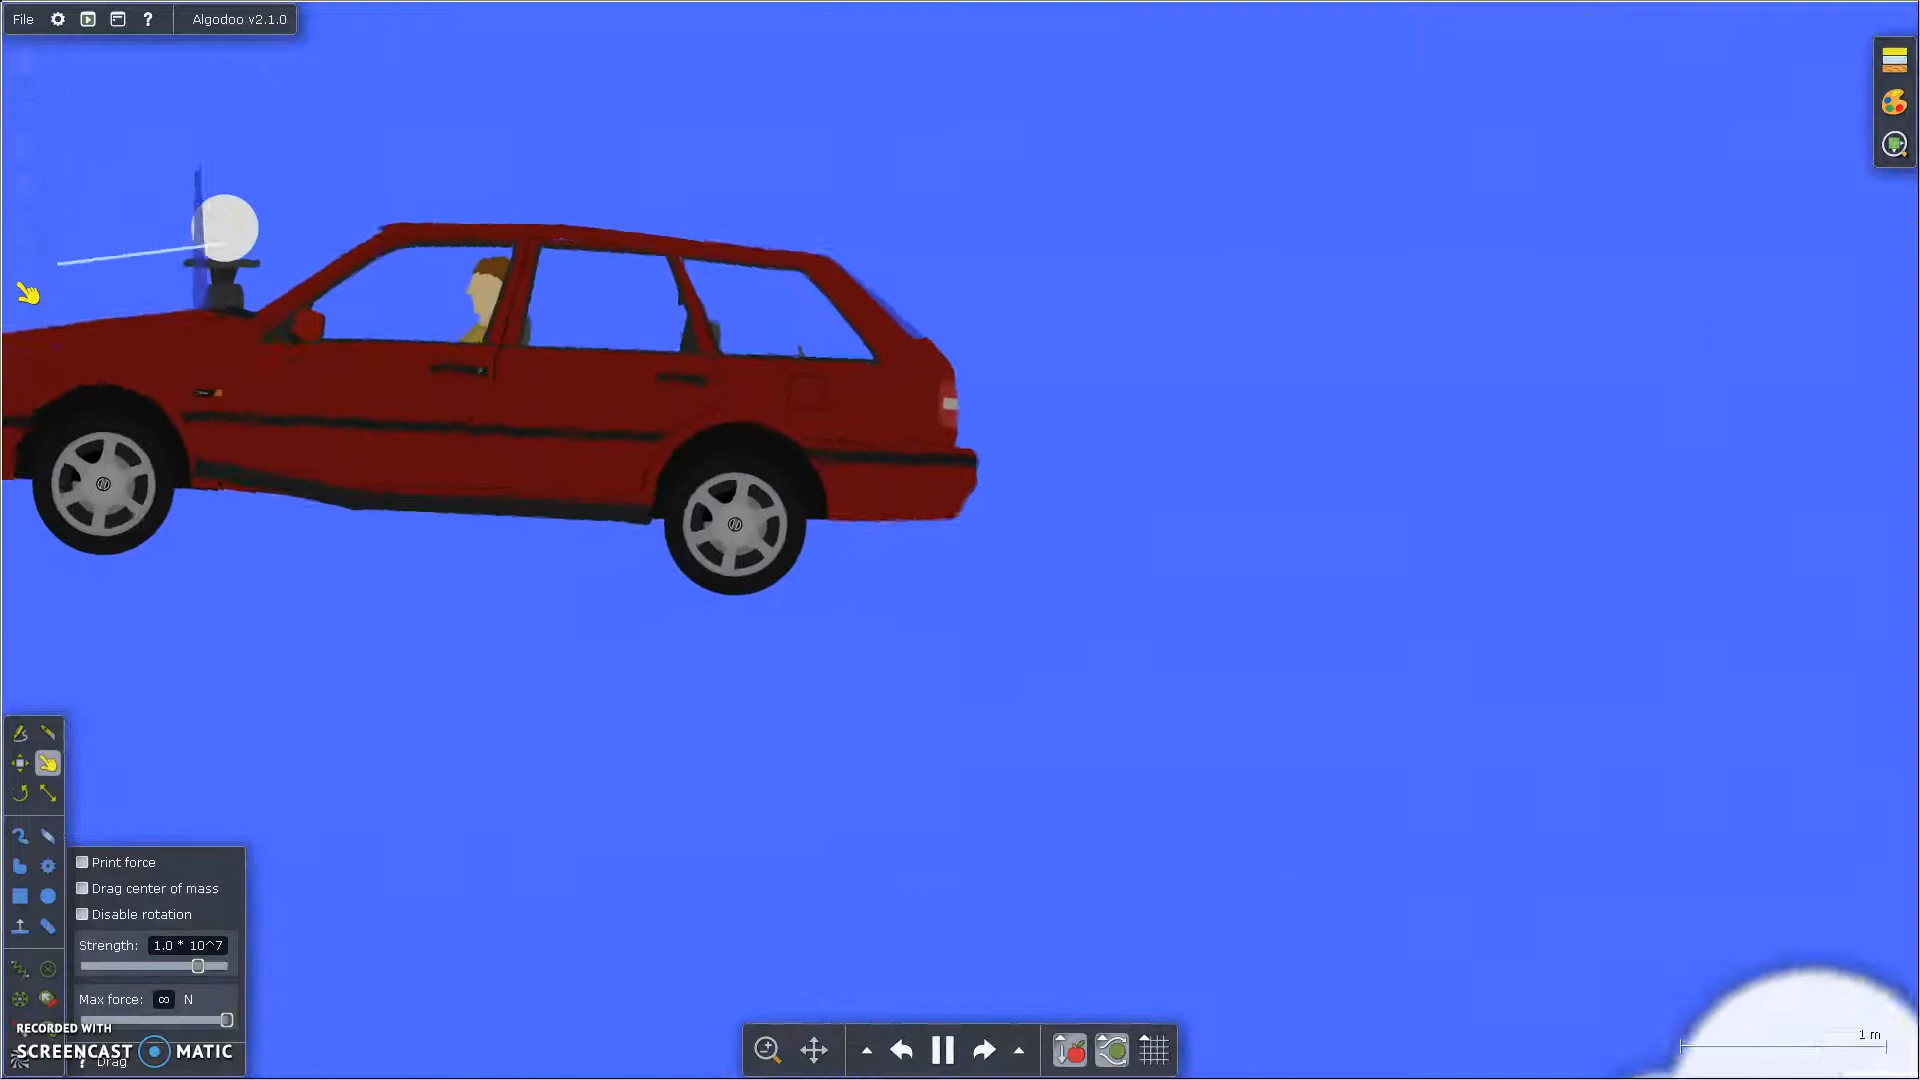 File ? Algodoo v2.1.0
Print force
Drag center of mass
Disable rotation
Strength: 1.0 * 10^7
Max force: ∞ N
RECORDED WITH
SCREENCAST MATIC
? Drag
1 m